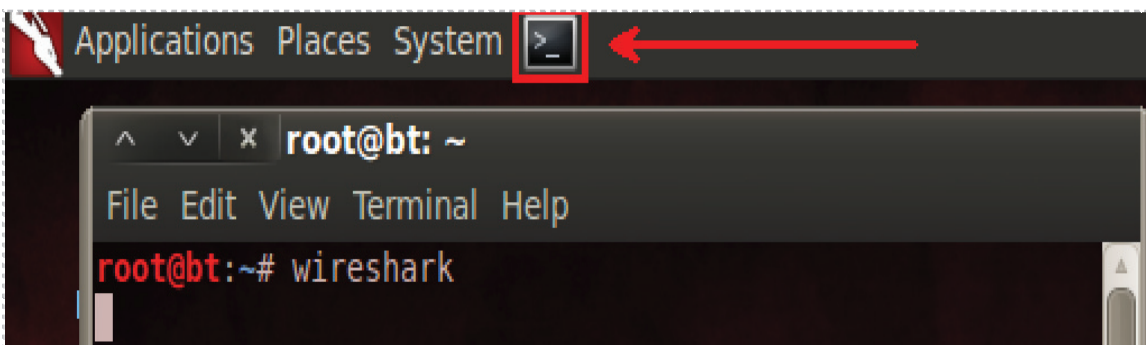 Applications Places System >_
^ v x root@bt: ~
File Edit View Terminal Help
root@bt:~# wireshark